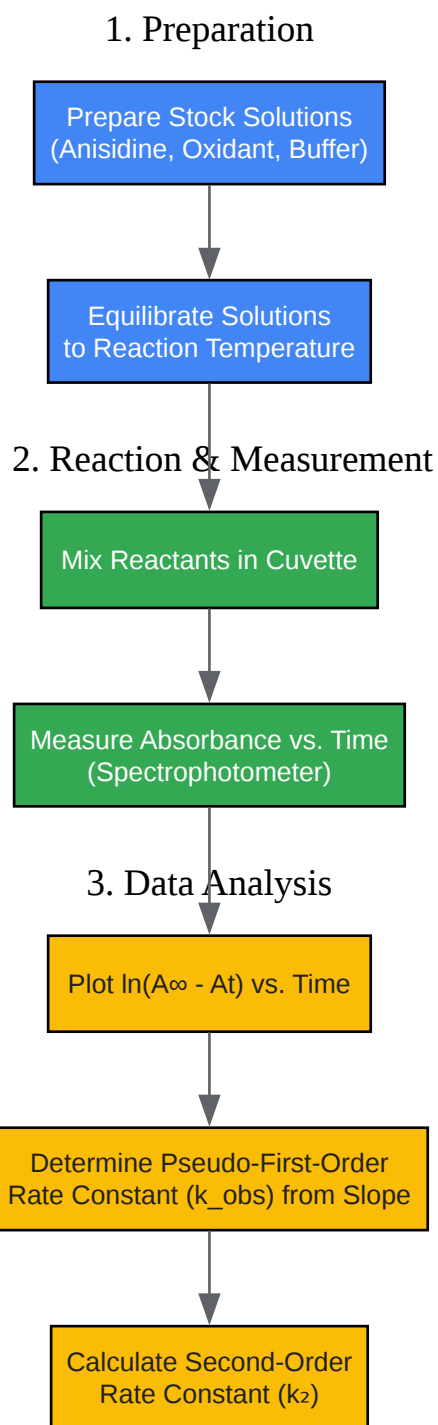 1. Preparation
Prepare Stock Solutions
(Anisidine, Oxidant, Buffer)
Equilibrate Solutions
to Reaction Temperature
2. Reaction & Measurement
Mix Reactants in Cuvette
Measure Absorbance vs. Time
(Spectrophotometer)
3. Data Analysis
Plot ln(A∞ - At) vs. Time
Determine Pseudo-First-Order
Rate Constant (k_obs) from Slope
Calculate Second-Order
Rate Constant (k₂)